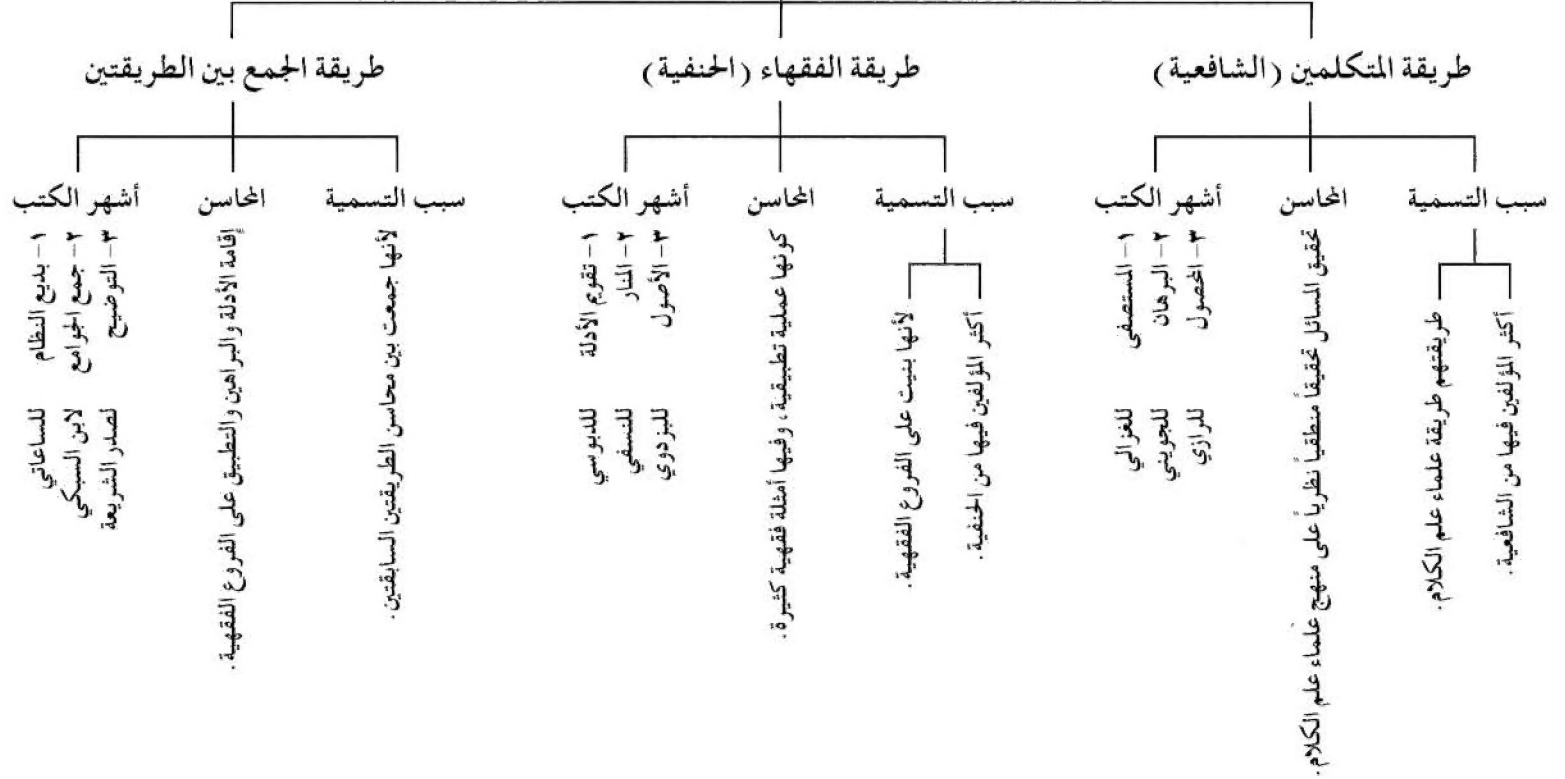 طريقة المتكلمين (الشافعية)
سبب التسمية
أكثر المؤلفين فيها من الشافعية.
طريقتهم طريقة علماء علم الكلام.
المحاسن
تحقيق المسائل تحقيقاً منطقياً نظرياً على منهج علماء علم الكلام.
أشهر الكتب
١- المستصفى للغزالي
٢- البرهان للجويني
٣- المحصول للرازي
طريقة الفقهاء (الحنفية)
سبب التسمية
أكثر المؤلفين فيها من الحنفية.
لأنها بنيت على الفروع الفقهية.
المحاسن
كونها عملية تطبيقية، وفيها أمثلة فقهية كثيرة.
أشهر الكتب
١- تقويم الأدلة للدبوسي
٢- المنار للنسفي
٣- الأصول للبزدوي
طريقة الجمع بين الطريقتين
سبب التسمية
لأنها جمعت بين محاسن الطريقتين السابقتين.
المحاسن
إقامة الأدلة والبراهين والتطبيق على الفروع الفقهية.
أشهر الكتب
١- بديع النظام للساعاتي
٢- جمع الجوامع لابن السبكي
٣- التوضيح لصدر الشريعة